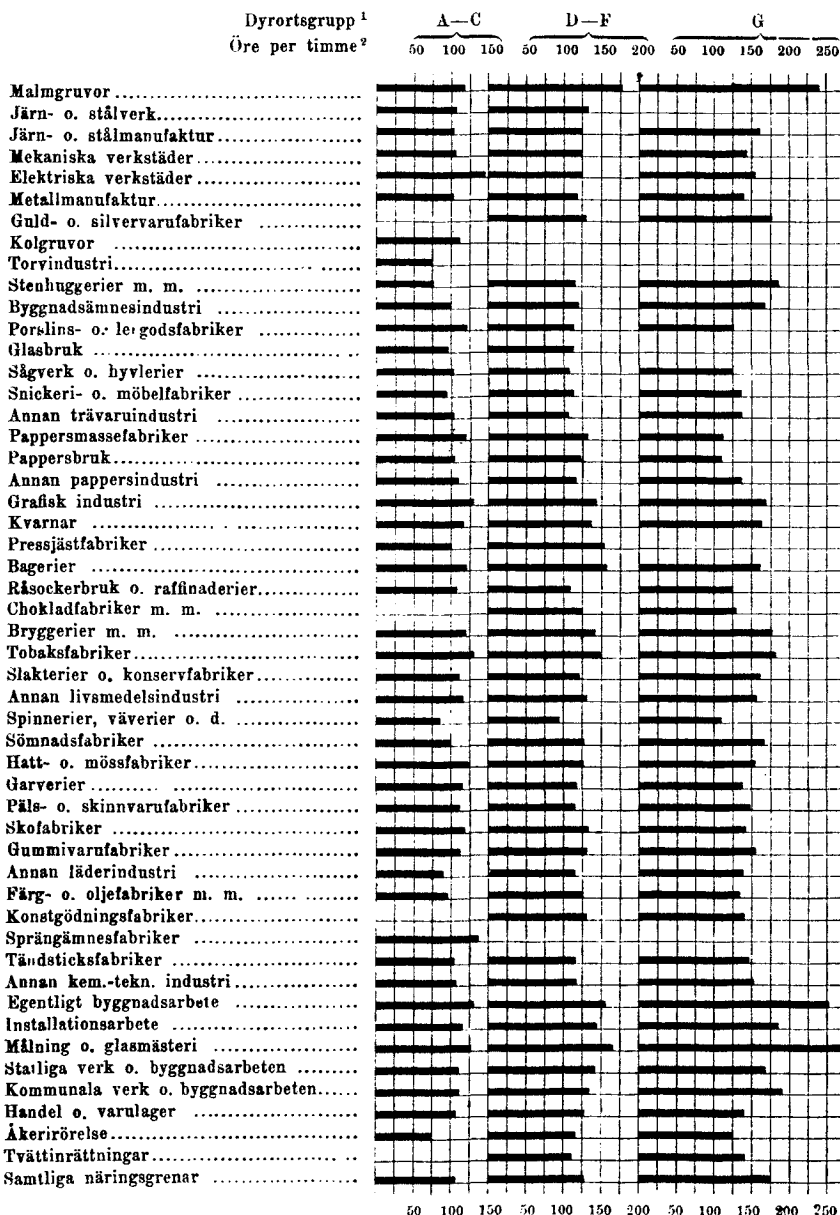 Dyrortsgrupp ¹ A—C D—F G
Öre per timme² 50 100 150 50 100 150 200 50 100 150 200 250
Malmgruvor
Järn- o. stålverk
Järn- o. stålmanufaktur
Mekaniska verkstäder
Elektriska verkstäder
Metallmanufaktur
Guld- o. silvervarufabriker
Kolgruvor
Torvindustri
Stenhuggerier m. m.
Byggnadsämnesindustri
Porslins- o. lergodsfabriker
Glasbruk
Sågverk o. hyvlerier
Snickeri- o. möbelfabriker
Annan trävaruindustri
Pappersmassefabriker
Pappersbruk
Annan pappersindustri
Grafisk industri
Kvarnar
Pressjästfabriker
Bagerier
Råsockerbruk o. raffinaderier
Chokladfabriker m. m.
Bryggerier m. m.
Tobaksfabriker
Slakterier o. konservfabriker
Annan livsmedelsindustri
Spinnerier, väverier o. d.
Sömnadsfabriker
Hatt- o. mössfabriker
Garverier
Päls- o. skinnvarufabriker
Skofabriker
Gummivarufabriker
Annan läderindustri
Färg- o. oljefabriker m. m.
Konstgödningsfabriker
Sprängämnesfabriker
Tändsticksfabriker
Annan kem.-tekn. industri
Egentligt byggnadsarbete
Installationsarbete
Målning o. glasmästeri
Statliga verk o. byggnadsarbeten
Kommunala verk o. byggnadsarbeten
Handel o. varulager
Åkerirörelse
Tvättinrättningar
Samtliga näringsgrenar
50 100 150 50 100 150 200 50 100 150 200 250